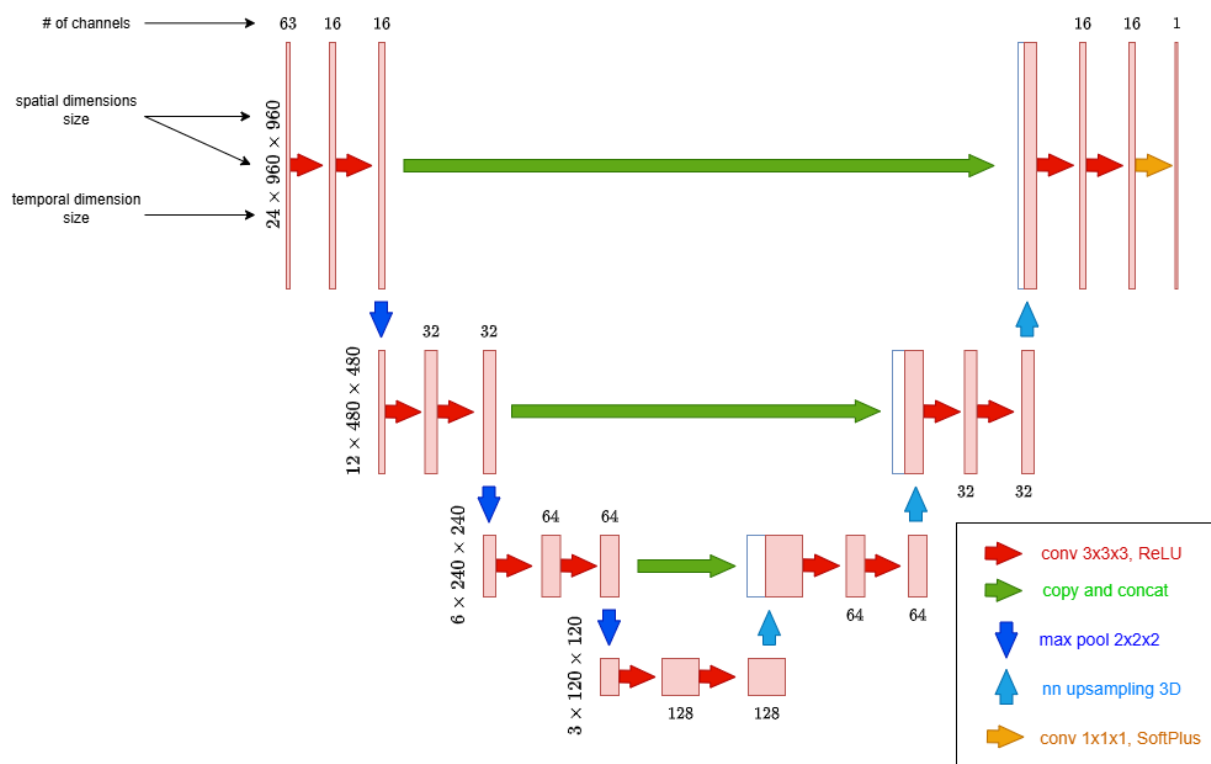 # of channels
63
16
16
16
16
1
spatial dimensions
size
24 × 960 × 960
temporal dimension
size
32
32
12 × 480 × 480
32
32
64
64
6 × 240 × 240
64
64
3 × 120 × 120
128
128
conv 3x3x3, ReLU
copy and concat
max pool 2x2x2
nn upsampling 3D
conv 1x1x1, SoftPlus